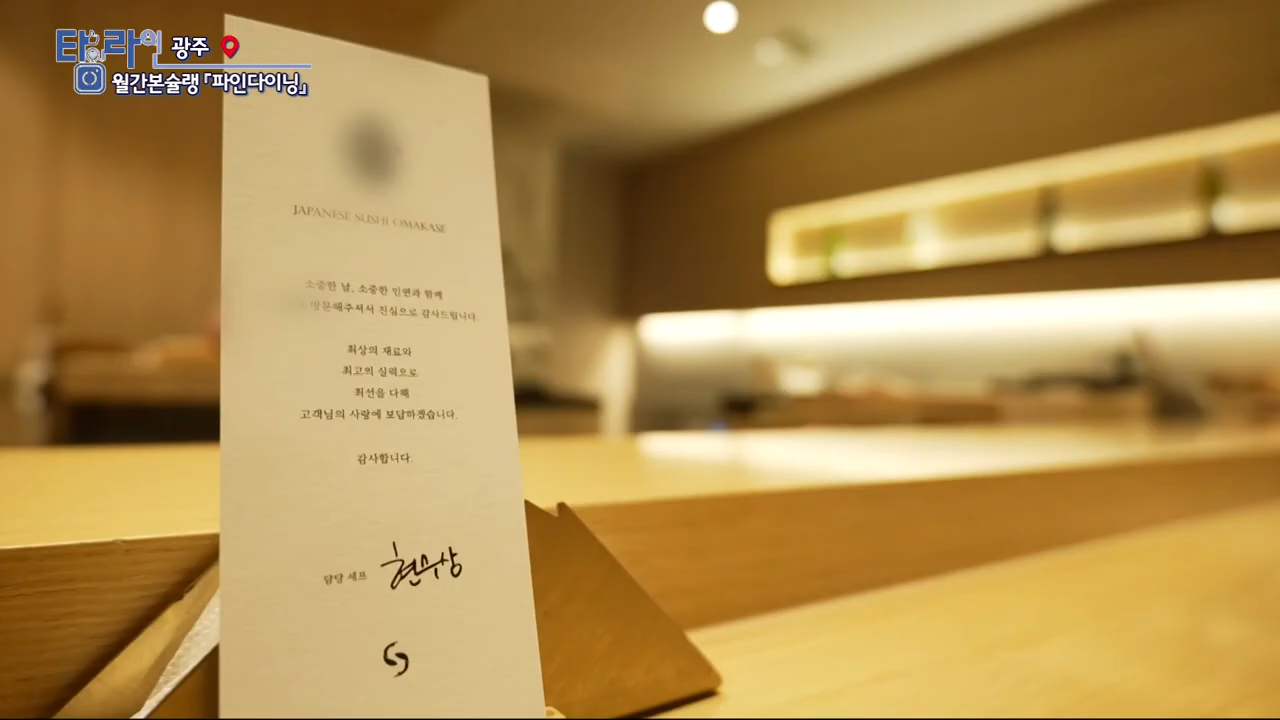 광주
월간본슐랭 「파인다이닝」
JAPANESE SUSHI OMAKASE
소중한 날, 소중한 인연과 함께
방문해주셔서 진심으로 감사드립니다.
최상의 재료와
최고의 실력으로
최선을 다해
고객님의 사랑에 보답하겠습니다.
감사합니다.
담당 셰프